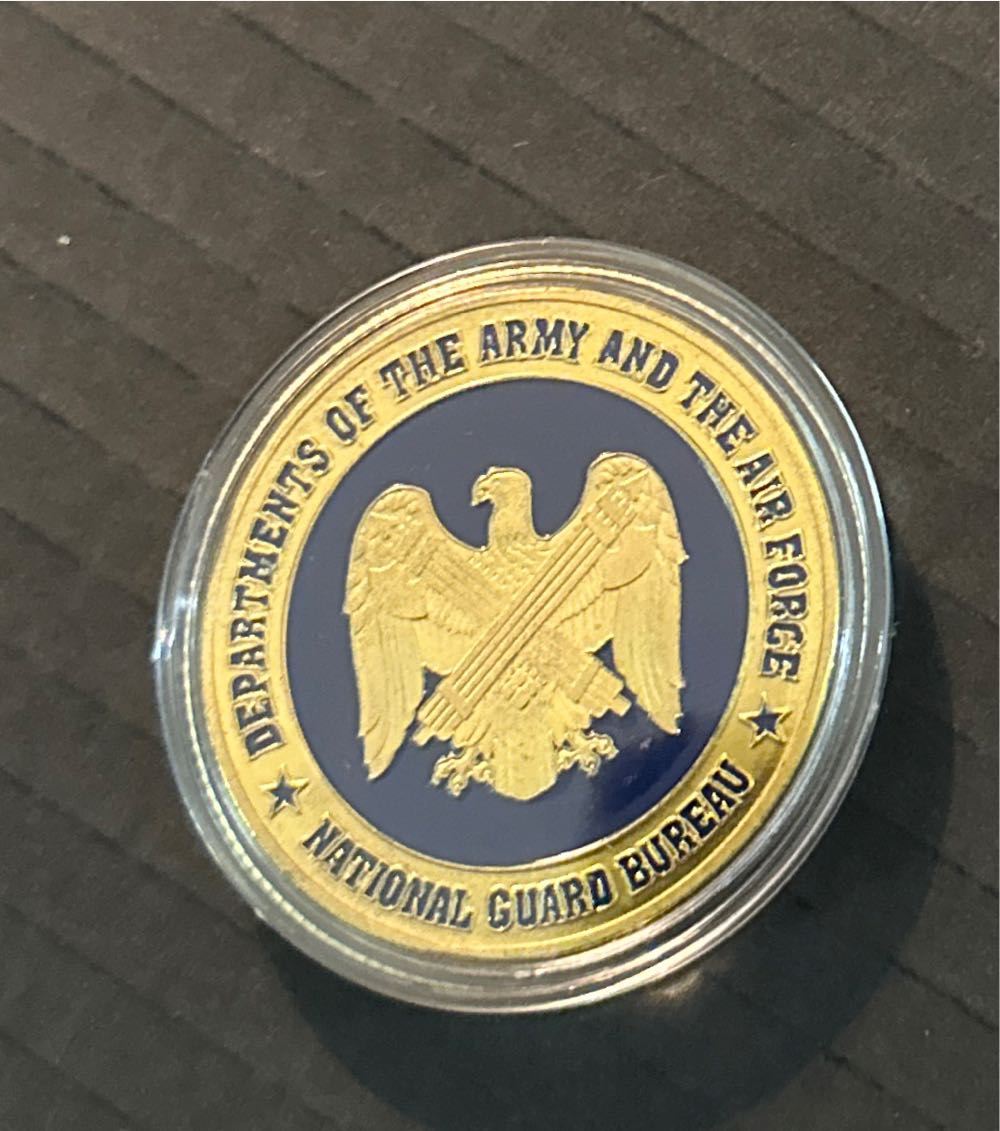 DEPARTMENTS OF THE ARMY AND THE AIR FORCE
NATIONAL GUARD BUREAU